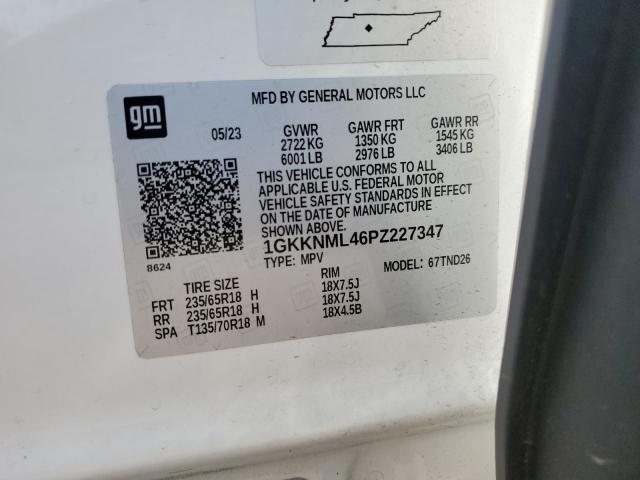 MFD BY GENERAL MOTORS LLC
gm
05/23 GVWR GAWR FRT GAWR RR
2722 KG 1350 KG 1545 KG
6001 LB 2976 LB 3406 LB
THIS VEHICLE CONFORMS TO ALL
APPLICABLE U.S. FEDERAL MOTOR
VEHICLE SAFETY STANDARDS IN EFFECT
ON THE DATE OF MANUFACTURE
SHOWN ABOVE.
1GKKNML46PZ227347
8624 TYPE: MPV MODEL: 67TND26
TIRE SIZE RIM
FRT 235/65R18 H 18X7.5J
RR 235/65R18 H 18X7.5J
SPA T135/70R18 M 18X4.5B